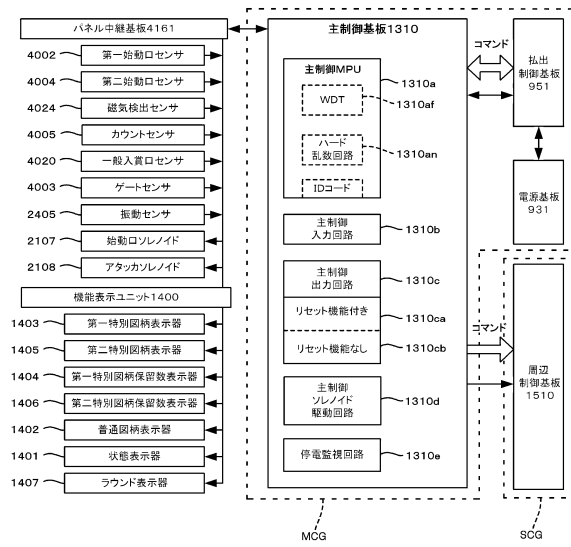 パネル中継基板4161
4002
第一始動口センサ
4004
第二始動口センサ
4024
磁気検出センサ
4005
カウントセンサ
4020
一般入賞口センサ
4003
ゲートセンサ
2405
振動センサ
2107
始動口ソレノイド
2108
アタッカソレノイド
機能表示ユニット1400
1403
第一特別図柄表示器
1405
第二特別図柄表示器
1404
第一特別図柄保留数表示器
1406
第二特別図柄保留数表示器
1402
普通図柄表示器
1401
状態表示器
1407
ラウンド表示器
主制御基板1310
主制御MPU
1310a
WDT
1310af
ハード
乱数回路
1310an
IDコード
主制御
入力回路
1310b
主制御
出力回路
1310c
リセット機能付き
1310ca
リセット機能なし
1310cb
主制御
ソレノイド
駆動回路
1310d
停電監視回路
1310e
コマンド
払出
制御基板
951
電源基板
931
コマンド
周辺
制御基板
1510
MCG
SCG